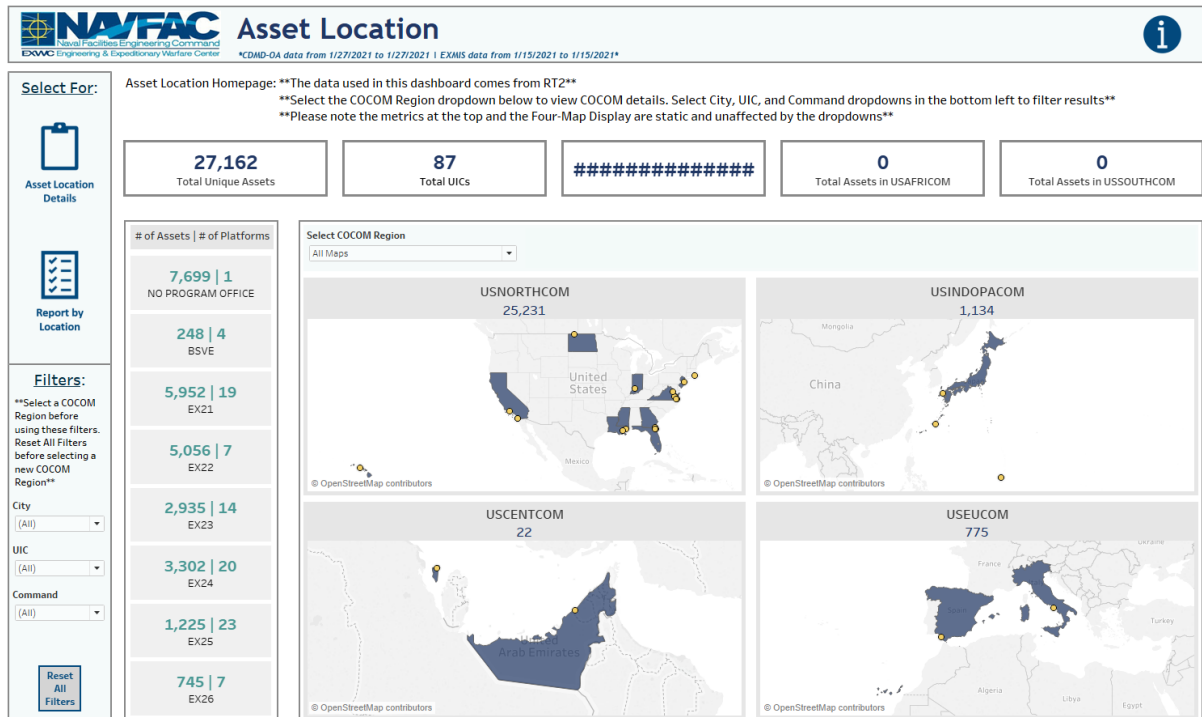 NAVFAC
Naval Facilities Engineering Command
EXWC Engineering & Expeditionary Warfare Center
Asset Location
*CDMD-OA data from 1/27/2021 to 1/27/2021 | EXMIS data from 1/15/2021 to 1/15/2021*
i
Select For:
Asset Location
Details
Report by
Location
Filters:
**Select a COCOM
Region before
using these filters.
Reset All Filters
before selecting a
new COCOM
Region**
City
(All)
UIC
(All)
Command
(All)
Reset
All
Filters
Asset Location Homepage: **The data used in this dashboard comes from RT2**
**Select the COCOM Region dropdown below to view COCOM details. Select City, UIC, and Command dropdowns in the bottom left to filter results**
**Please note the metrics at the top and the Four-Map Display are static and unaffected by the dropdowns**
27,162
Total Unique Assets
87
Total UICs
##############
0
Total Assets in USAFRICOM
0
Total Assets in USSOUTHCOM
# of Assets | # of Platforms
7,699 | 1
NO PROGRAM OFFICE
248 | 4
BSVE
5,952 | 19
EX21
5,056 | 7
EX22
2,935 | 14
EX23
3,302 | 20
EX24
1,225 | 23
EX25
745 | 7
EX26
Select COCOM Region
All Maps
USNORTHCOM
25,231
United
States
Mexico
© OpenStreetMap contributors
USINDOPACOM
1,134
Mongolia
China
© OpenStreetMap contributors
USCENTCOM
22
United
Arab Emirates
© OpenStreetMap contributors
USEUCOM
775
Ukraine
France
Spain
Italy
Turkey
Algeria
Libya
Egypt
© OpenStreetMap contributors